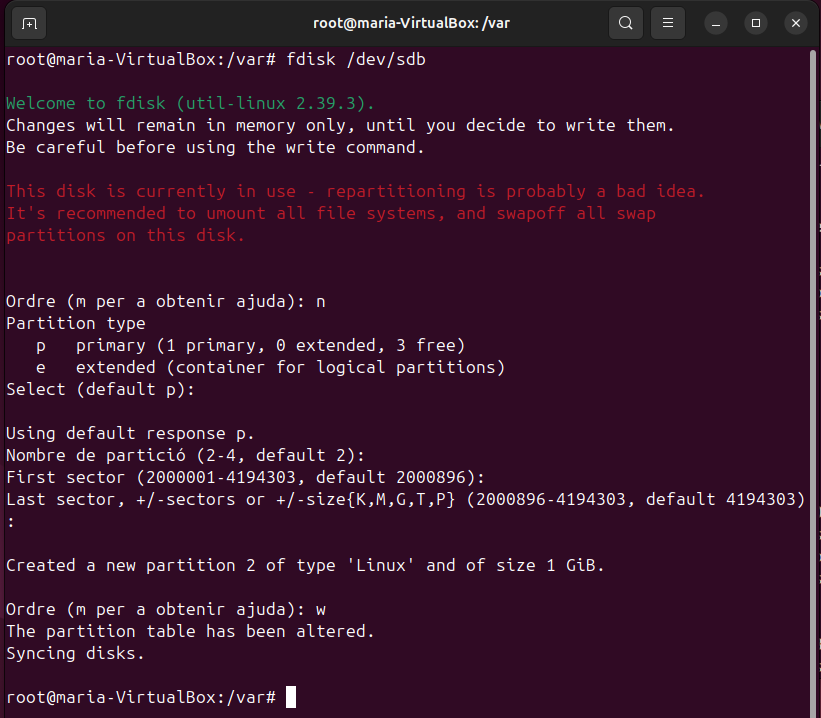 root@maria-VirtualBox: /var
root@maria-VirtualBox:/var# fdisk /dev/sdb
Welcome to fdisk (util-linux 2.39.3).
Changes will remain in memory only, until you decide to write them.
Be careful before using the write command.
This disk is currently in use - repartitioning is probably a bad idea.
It's recommended to umount all file systems, and swapoff all swap
partitions on this disk.
Ordre (m per a obtenir ajuda): n
Partition type
   p   primary (1 primary, 0 extended, 3 free)
   e   extended (container for logical partitions)
Select (default p):
Using default response p.
Nombre de partició (2-4, default 2):
First sector (2000001-4194303, default 2000896):
Last sector, +/-sectors or +/-size{K,M,G,T,P} (2000896-4194303, default 4194303)
:
Created a new partition 2 of type 'Linux' and of size 1 GiB.
Ordre (m per a obtenir ajuda): w
The partition table has been altered.
Syncing disks.
root@maria-VirtualBox:/var#